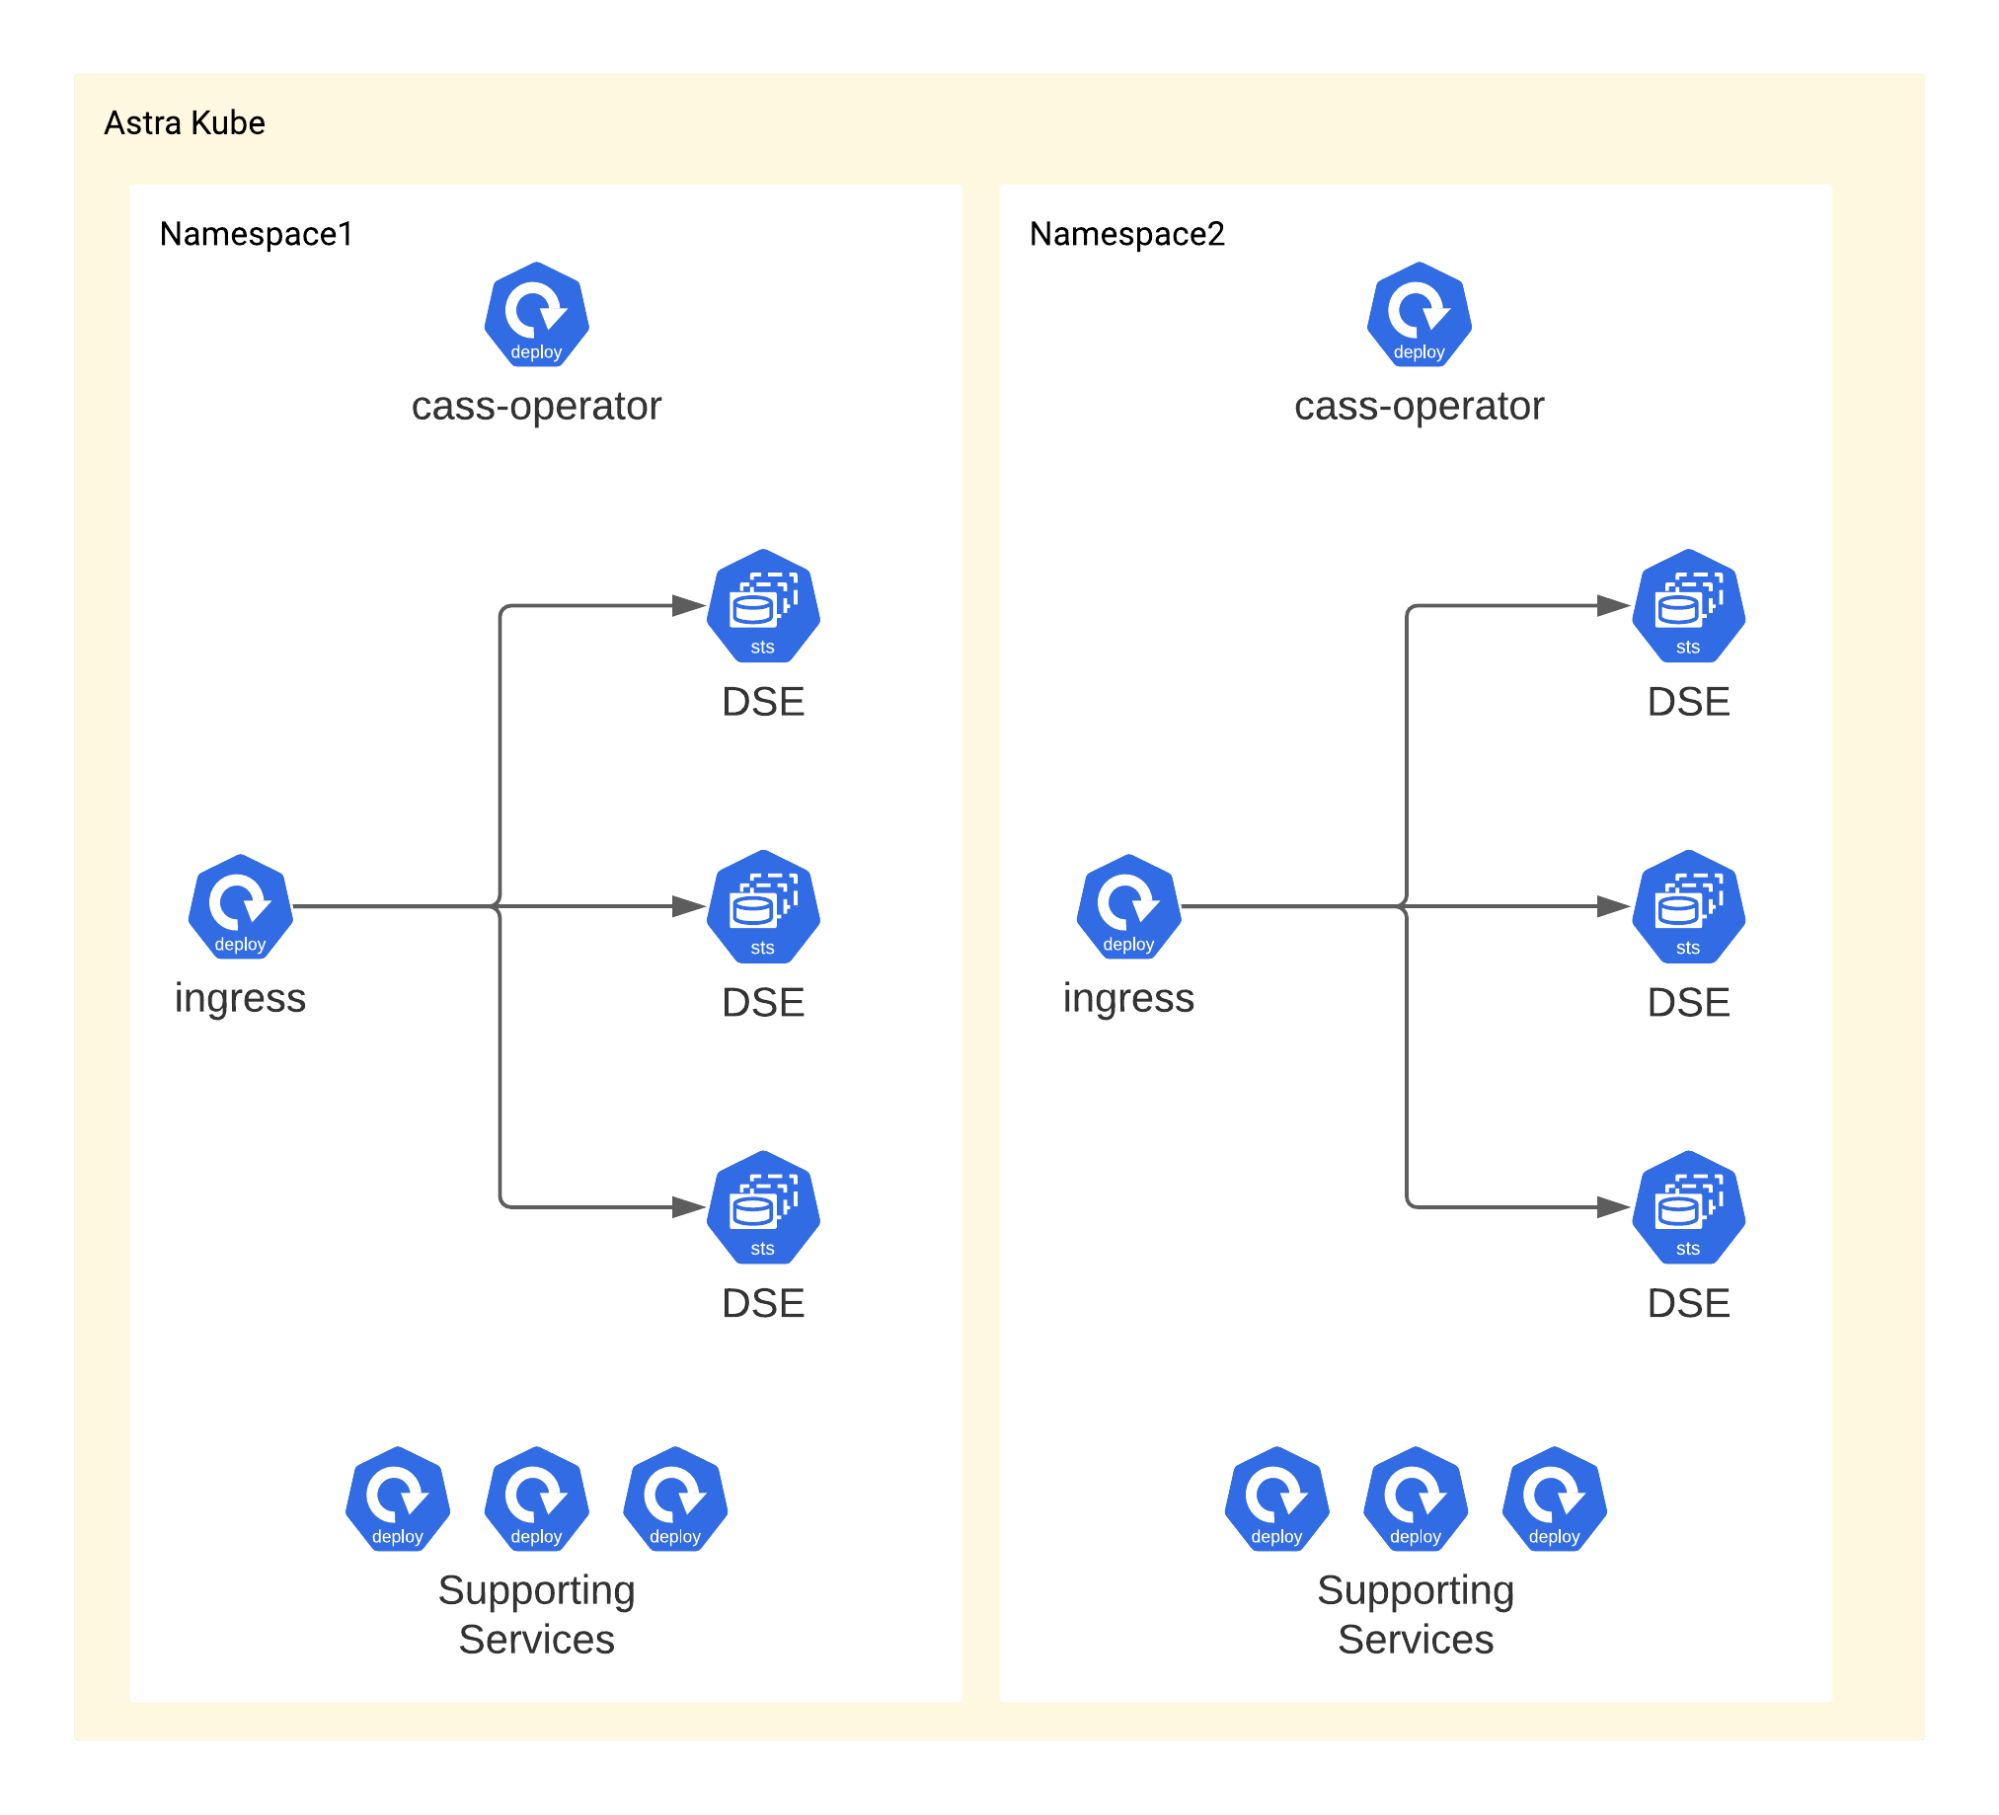 Astra Kube
Namespace1
deploy
cass-operator
sts
DSE
deploy
ingress
sts
DSE
sts
DSE
deploy deploy deploy
Supporting
Services
Namespace2
deploy
cass-operator
sts
DSE
deploy
ingress
sts
DSE
sts
DSE
deploy deploy deploy
Supporting
Services